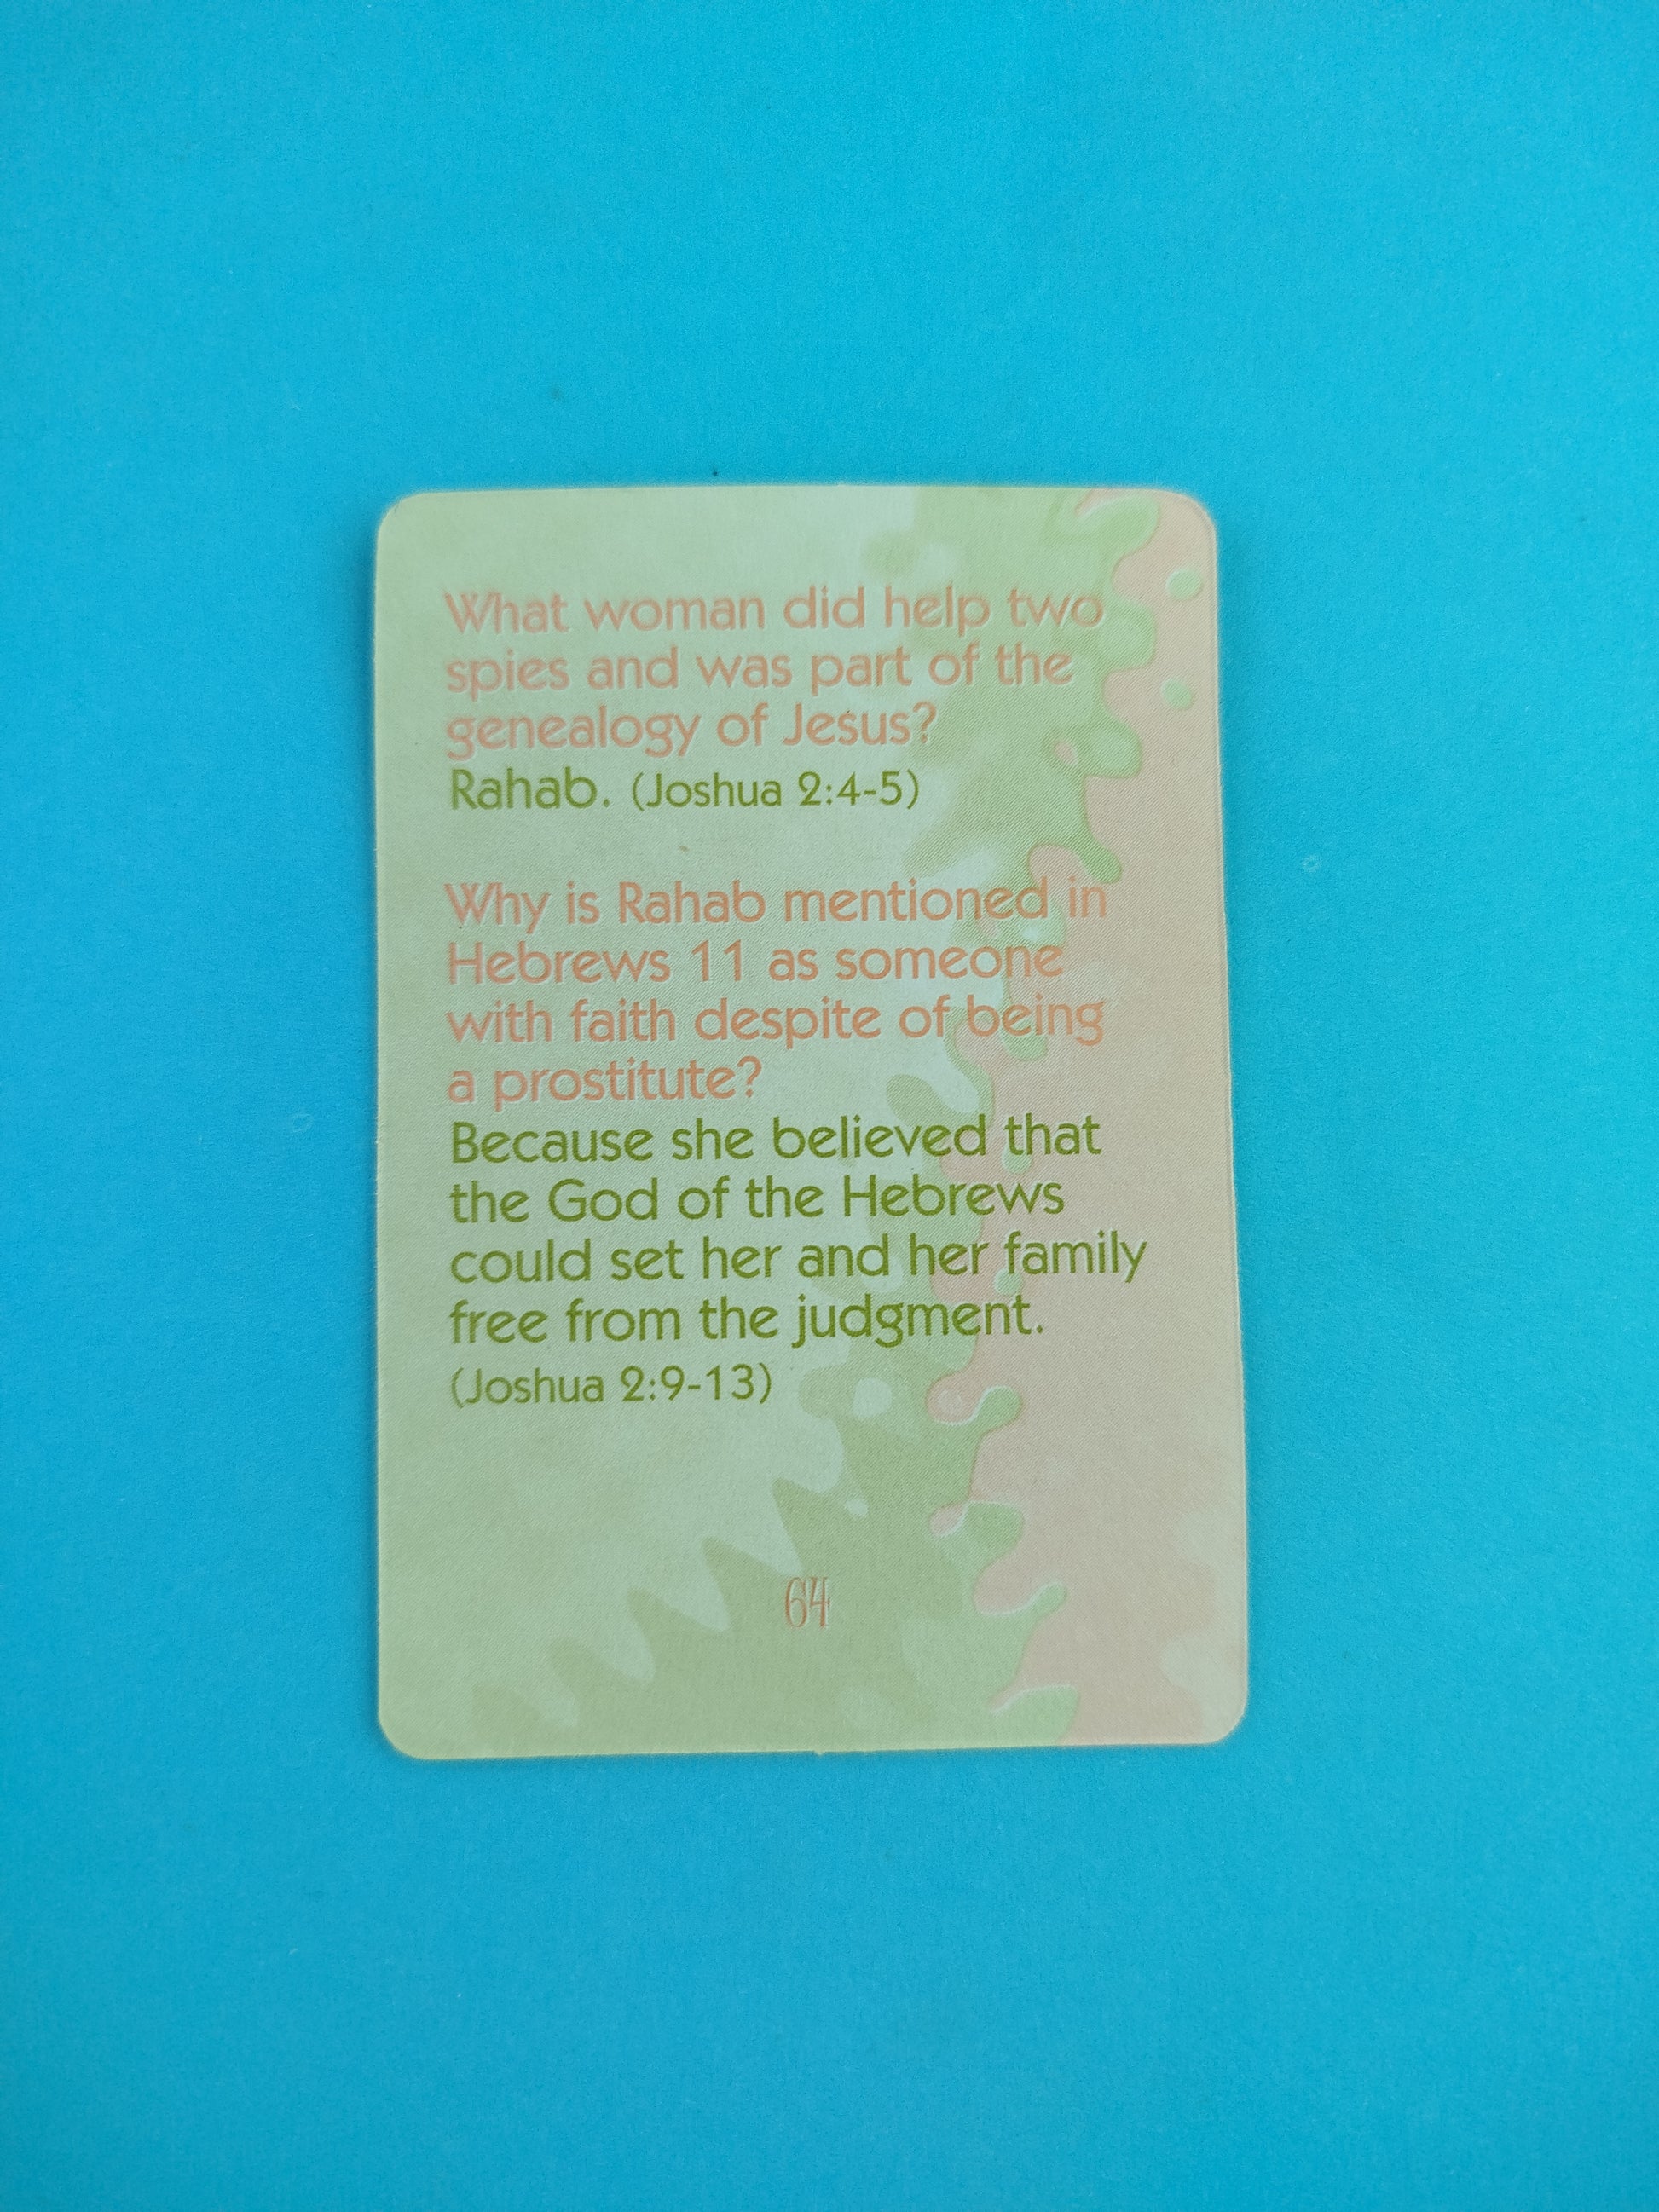 What woman did help two
spies and was part of the
genealogy of Jesus?
Rahab. (Joshua 2:4-5)
Why is Rahab mentioned in
Hebrews 11 as someone
with faith despite of being
a prostitute?
Because she believed that
the God of the Hebrews
could set her and her family
free from the judgment.
(Joshua 2:9-13)
64